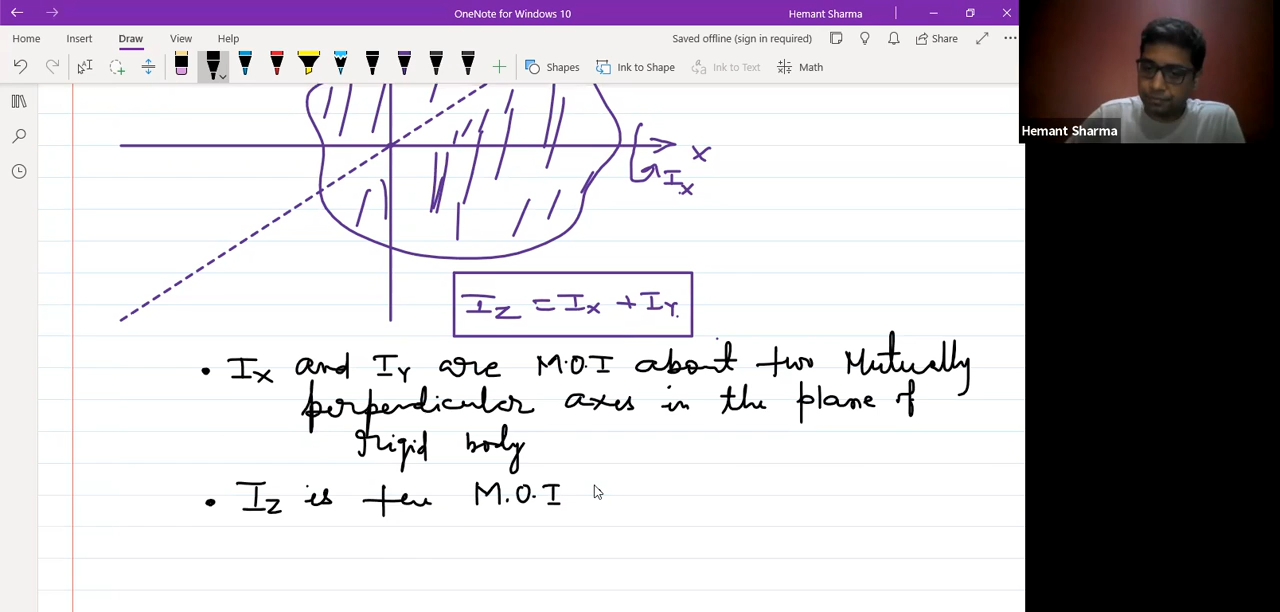 OneNote for Windows 10
Hemant Sharma
Home Insert Draw View Help
Saved offline (sign in required)
Share
Shapes
Ink to Shape
Ink to Text
Math
Hemant Sharma
x
Ix
Iz = Ix + Iy
• Ix and Iy are M.O.I about two Mutually
perpendicular axes in the plane of
rigid body
• Iz is the M.O.I